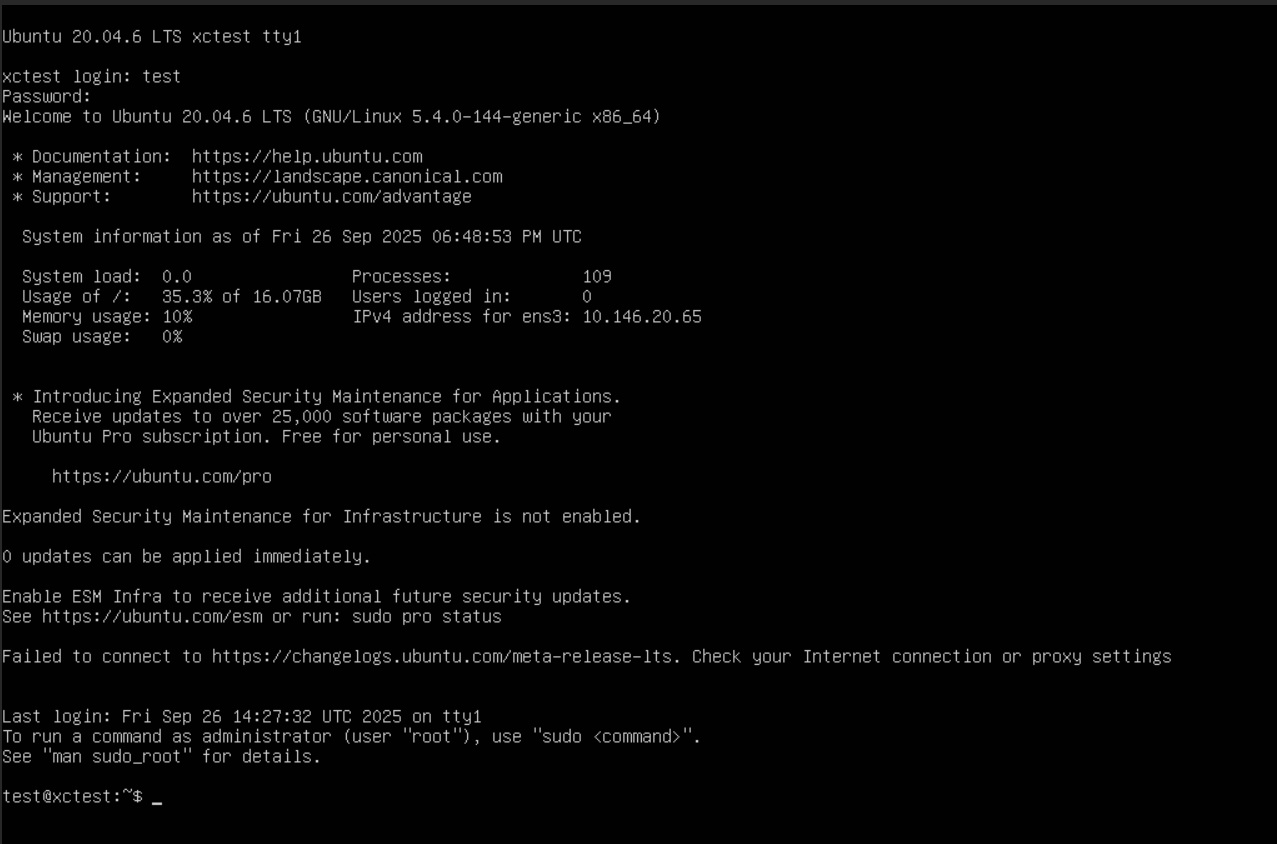 Ubuntu 20.04.6 LTS xctest tty1
xctest login: test
Password:
Welcome to Ubuntu 20.04.6 LTS (GNU/Linux 5.4.0-144-generic x86_64)
* Documentation:  https://help.ubuntu.com
* Management:     https://landscape.canonical.com
* Support:        https://ubuntu.com/advantage
System information as of Fri 26 Sep 2025 06:48:53 PM UTC
System load:  0.0                Processes:             109
Usage of /:   35.3% of 16.07GB   Users logged in:       0
Memory usage: 10%                IPv4 address for ens3: 10.146.20.65
Swap usage:   0%
* Introducing Expanded Security Maintenance for Applications.
Receive updates to over 25,000 software packages with your
Ubuntu Pro subscription. Free for personal use.
https://ubuntu.com/pro
Expanded Security Maintenance for Infrastructure is not enabled.
0 updates can be applied immediately.
Enable ESM Infra to receive additional future security updates.
See https://ubuntu.com/esm or run: sudo pro status
Failed to connect to https://changelogs.ubuntu.com/meta-release-lts. Check your Internet connection or proxy settings
Last login: Fri Sep 26 14:27:32 UTC 2025 on tty1
To run a command as administrator (user "root"), use "sudo <command>".
See "man sudo_root" for details.
test@xctest:~$ _